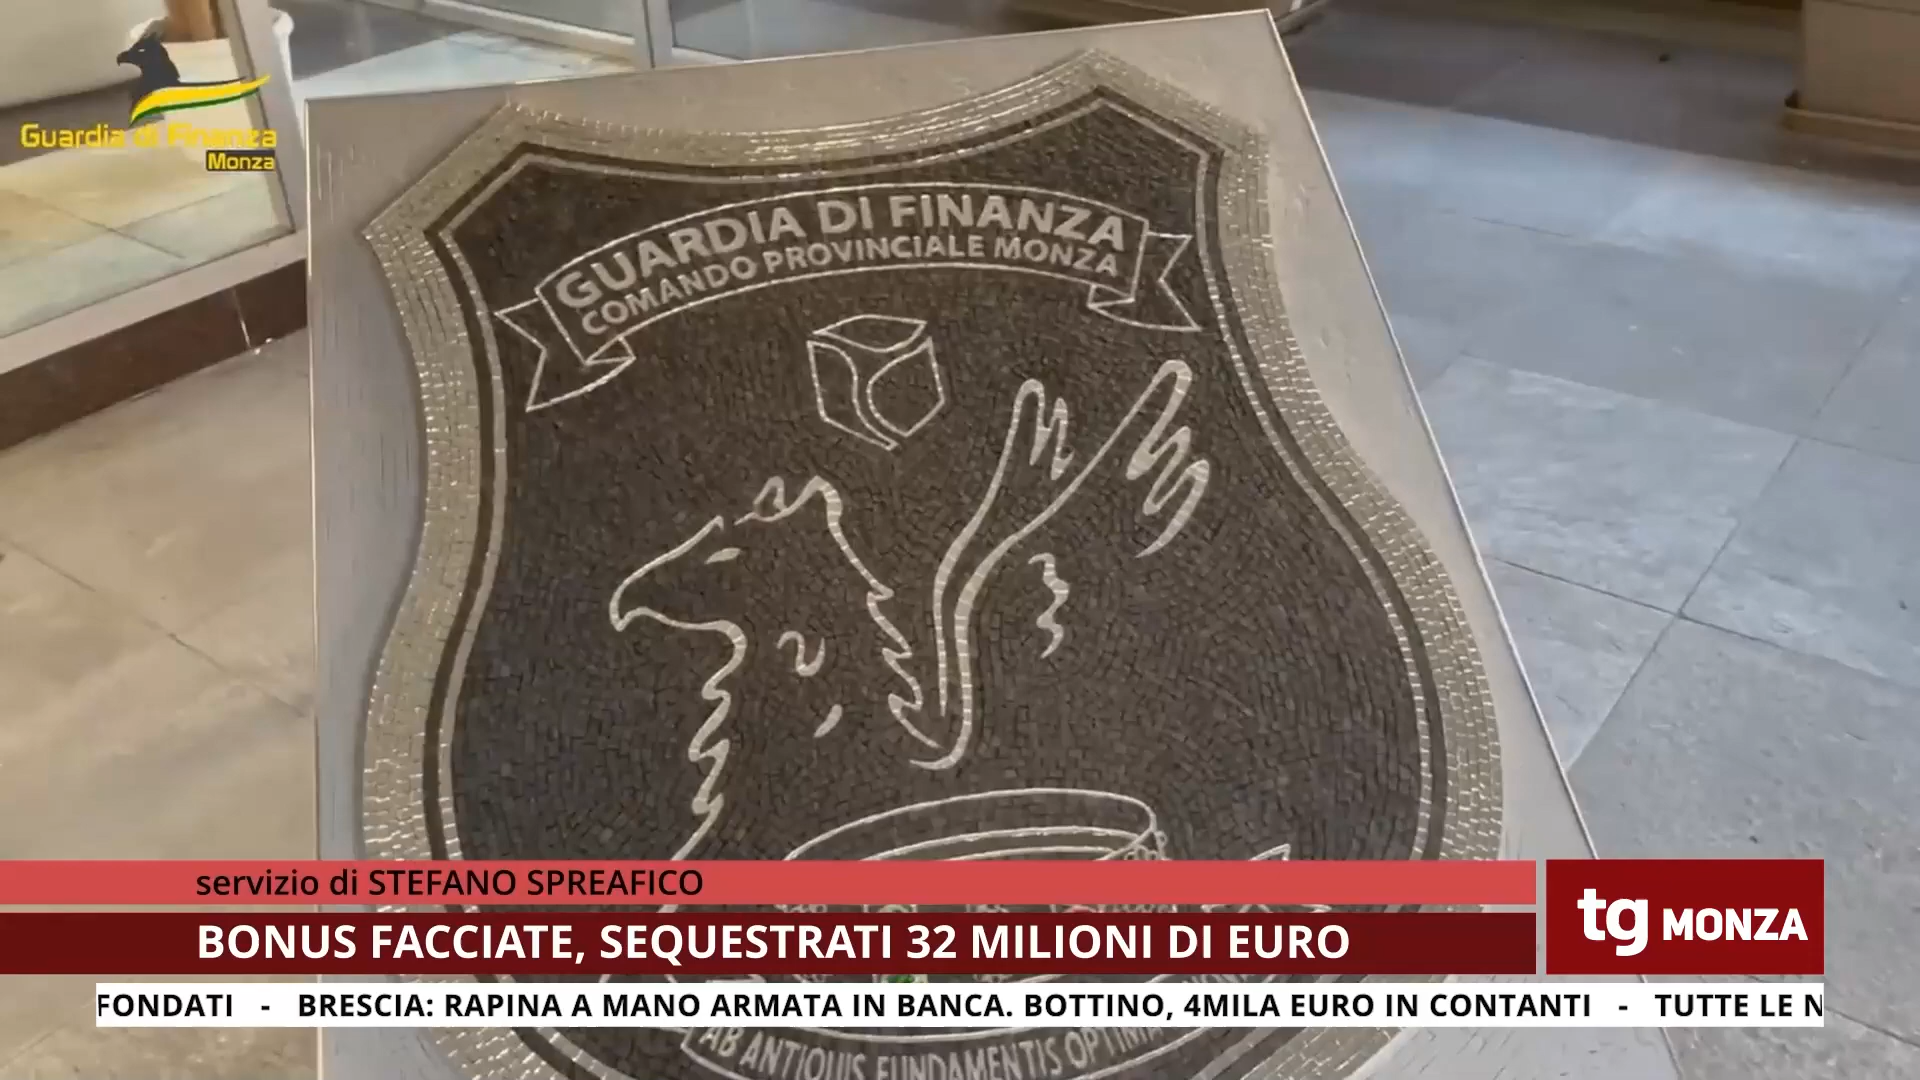 Guardia di Finanza
Monza
GUARDIA DI FINANZA
COMANDO PROVINCIALE MONZA
servizio di STEFANO SPREAFICO
BONUS FACCIATE, SEQUESTRATI 32 MILIONI DI EURO
tg MONZA
FONDATI - BRESCIA: RAPINA A MANO ARMATA IN BANCA. BOTTINO, 4MILA EURO IN CONTANTI - TUTTE LE N
AB ANTIQUIS FUNDAMENTIS